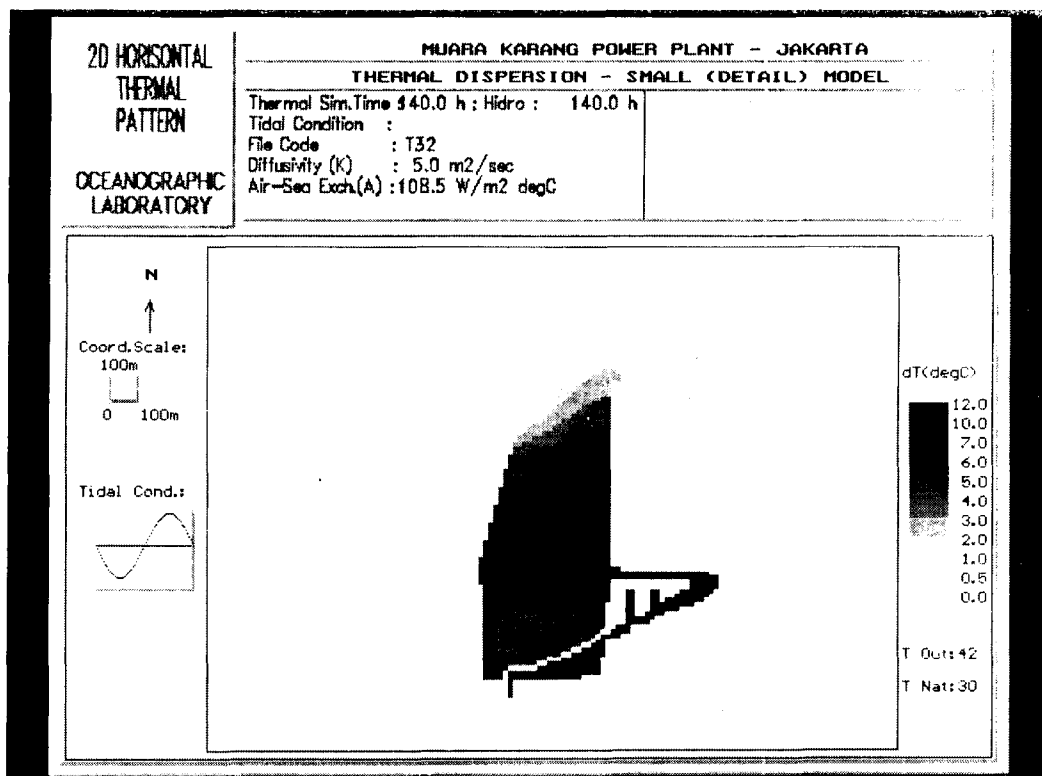 2D HORISONTAL
THERMAL
PATTERN
OCEANOGRAPHIC
LABORATORY
MUARA KARANG POWER PLANT - JAKARTA
THERMAL DISPERSION - SMALL (DETAIL) MODEL
Thermal Sim.Time :140.0 h ; Hidro : 140.0 h
Tidal Condition :
File Code : T32
Diffusivity (K) : 5.0 m2/sec
Air-Sea Exch.(A) :108.5 W/m2 degC
N
Coord.Scale:
100m
0 100m
Tidal Cond.:
dT(degC)
12.0
10.0
7.0
6.0
5.0
4.0
3.0
2.0
1.0
0.5
0.0
T Out:42
T Nat:30